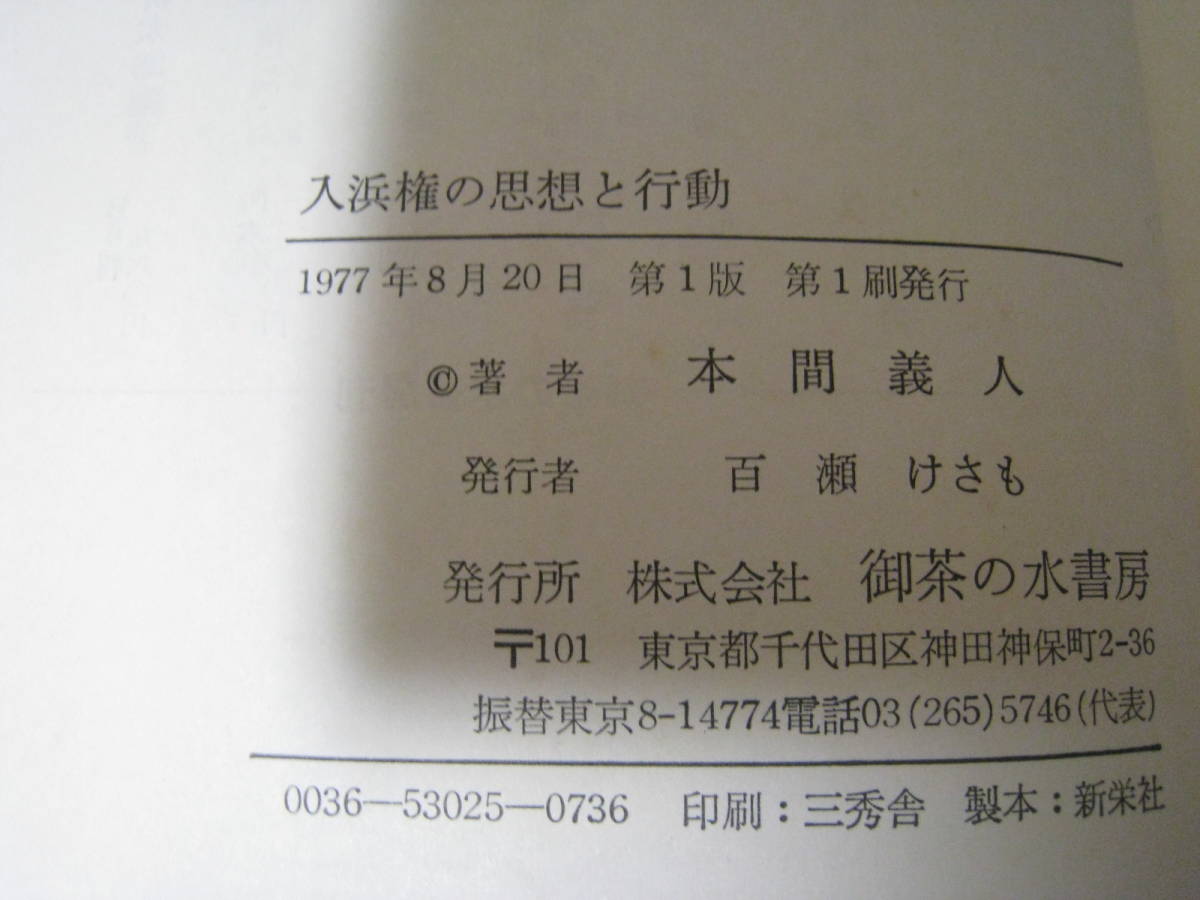 入浜権の思想と行動
1977年8月20日 第1版 第1刷発行
©著者 本間義人
発行者 百瀬けさも
発行所 株式会社 御茶の水書房
〒101 東京都千代田区神田神保町2-36
振替東京8-14774電話03(265)5746(代表)
0036―53025―0736 印刷：三秀舎 製本：新栄社